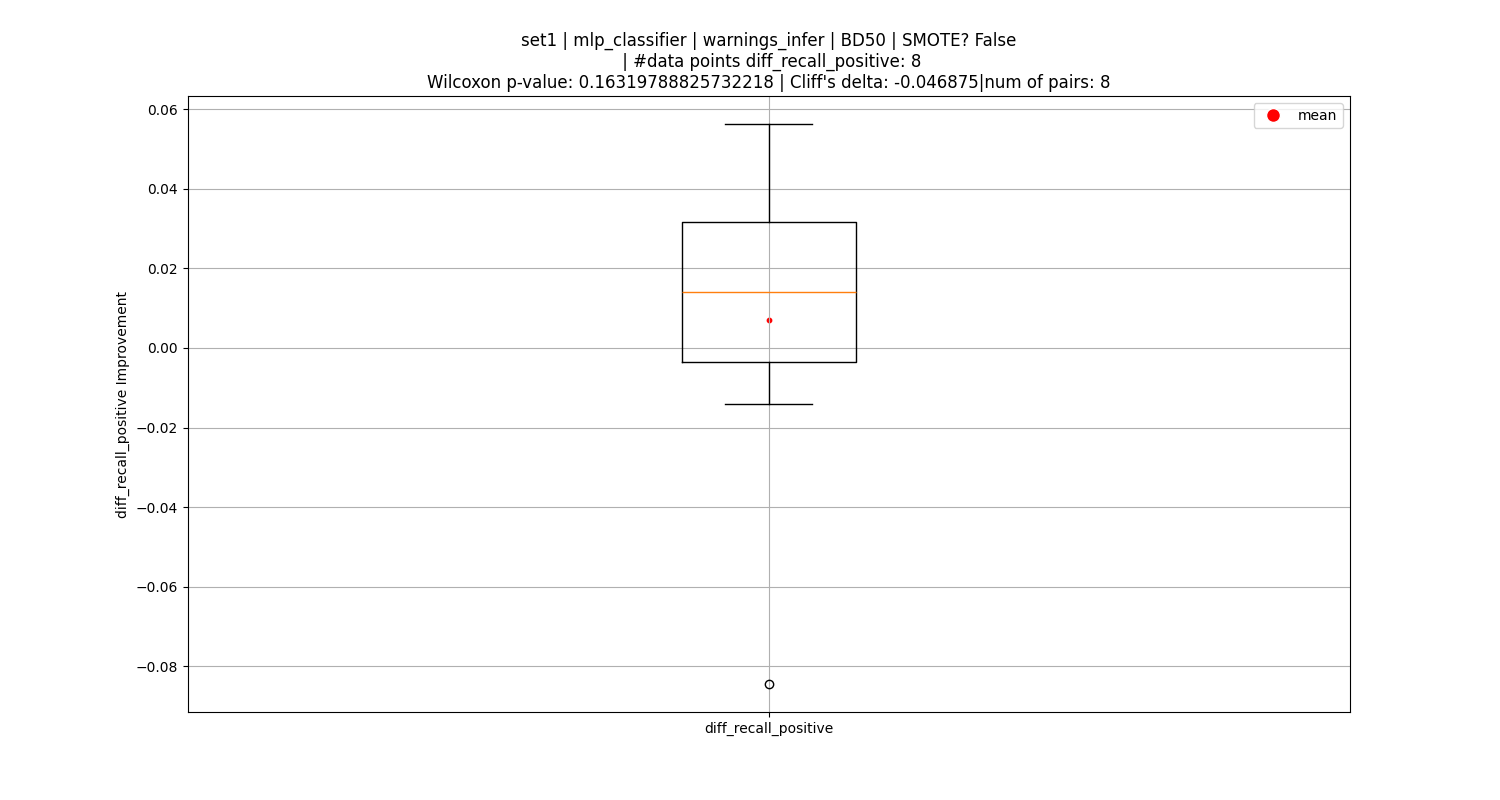 set1 | mlp_classifier | warnings_infer | BD50 | SMOTE? False
| #data points diff_recall_positive: 8
Wilcoxon p-value: 0.16319788825732218 | Cliff's delta: -0.046875|num of pairs: 8
mean
0.06
0.04
0.02
0.00
−0.02
−0.04
−0.06
−0.08
diff_recall_positive Improvement
diff_recall_positive